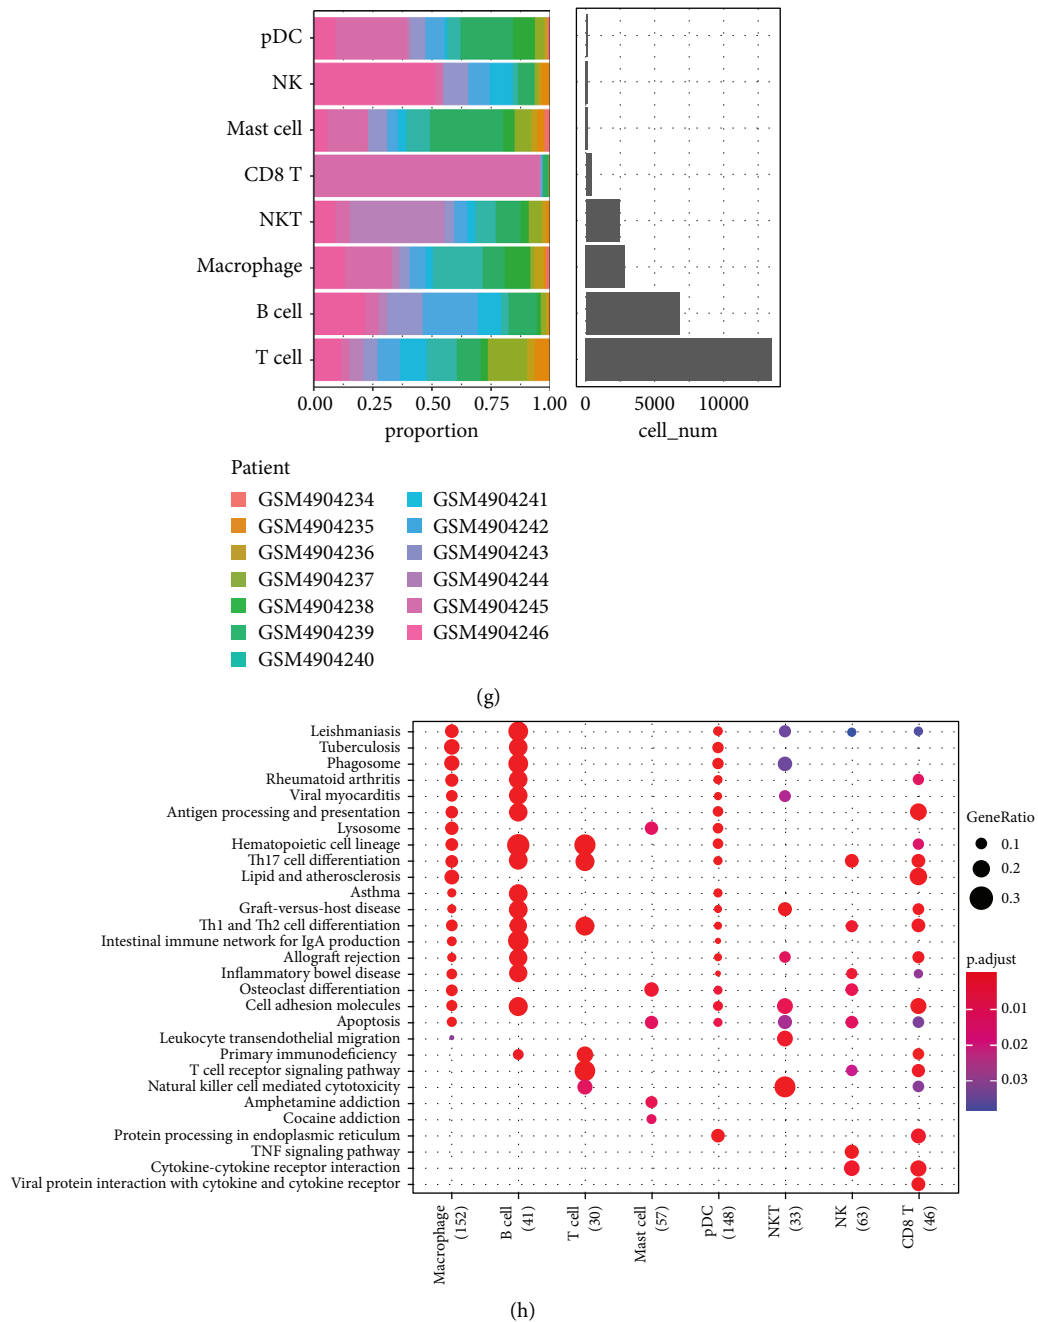 pDC
NK
Mast cell
CD8 T
NKT
Macrophage
B cell
T cell
0.00 0.25 0.50 0.75 1.00
proportion
0 5000 10000
cell_num
Patient
GSM4904234 GSM4904241
GSM4904235 GSM4904242
GSM4904236 GSM4904243
GSM4904237 GSM4904244
GSM4904238 GSM4904245
GSM4904239 GSM4904246
GSM4904240
(g)
Leishmaniasis
Tuberculosis
Phagosome
Rheumatoid arthritis
Viral myocarditis
Antigen processing and presentation
Lysosome
Hematopoietic cell lineage
Th17 cell differentiation
Lipid and atherosclerosis
Asthma
Graft-versus-host disease
Th1 and Th2 cell differentiation
Intestinal immune network for IgA production
Allograft rejection
Inflammatory bowel disease
Osteoclast differentiation
Cell adhesion molecules
Apoptosis
Leukocyte transendothelial migration
Primary immunodeficiency
T cell receptor signaling pathway
Natural killer cell mediated cytotoxicity
Amphetamine addiction
Cocaine addiction
Protein processing in endoplasmic reticulum
TNF signaling pathway
Cytokine-cytokine receptor interaction
Viral protein interaction with cytokine and cytokine receptor
GeneRatio
0.1
0.2
0.3
p.adjust
0.01
0.02
0.03
Macrophage
(152)
B cell
(41)
T cell
(30)
Mast cell
(57)
pDC
(148)
NKT
(33)
NK
(63)
CD8 T
(46)
(h)